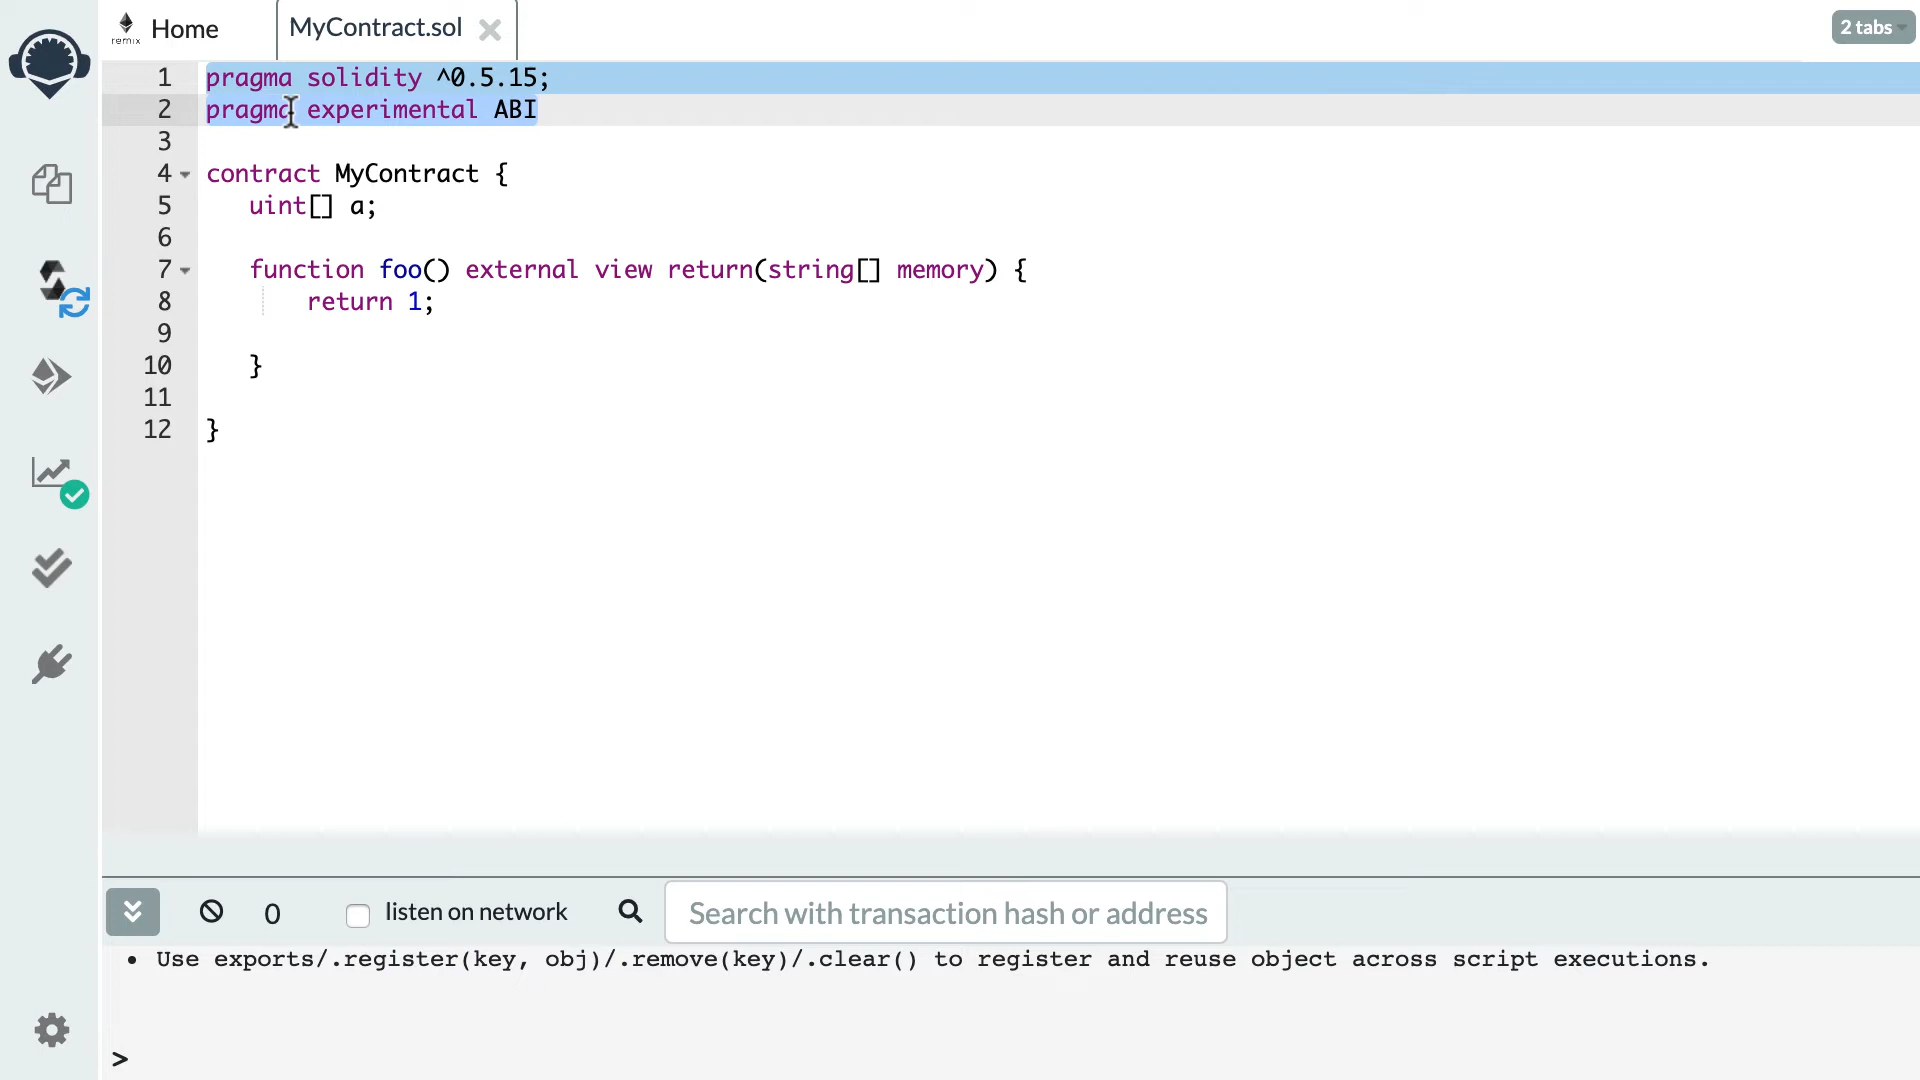 remix
Home
MyContract.sol
2 tabs
1 pragma solidity ^0.5.15;
2 pragma experimental ABI
3
4 contract MyContract {
5 uint[] a;
6
7 function foo() external view return(string[] memory) {
8 return 1;
9
10 }
11
12 }
0
listen on network
Search with transaction hash or address
• Use exports/.register(key, obj)/.remove(key)/.clear() to register and reuse object across script executions.
>